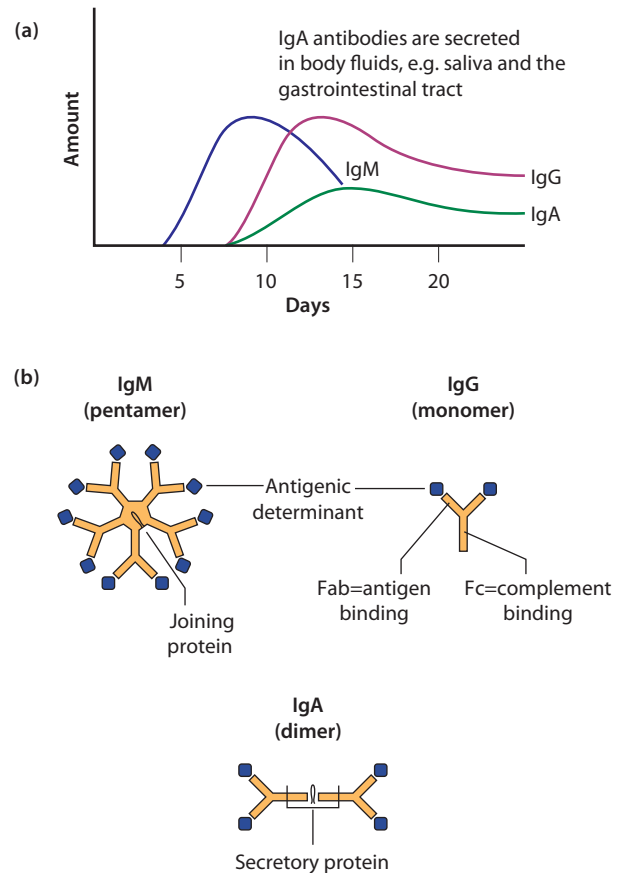 (a)
IgA antibodies are secreted
in body fluids, e.g. saliva and the
gastrointestinal tract
Amount
IgM
IgG
IgA
5 10 15 20
Days
(b)
IgM
(pentamer)
IgG
(monomer)
Antigenic
determinant
Fab=antigen
binding
Fc=complement
binding
Joining
protein
IgA
(dimer)
Secretory protein